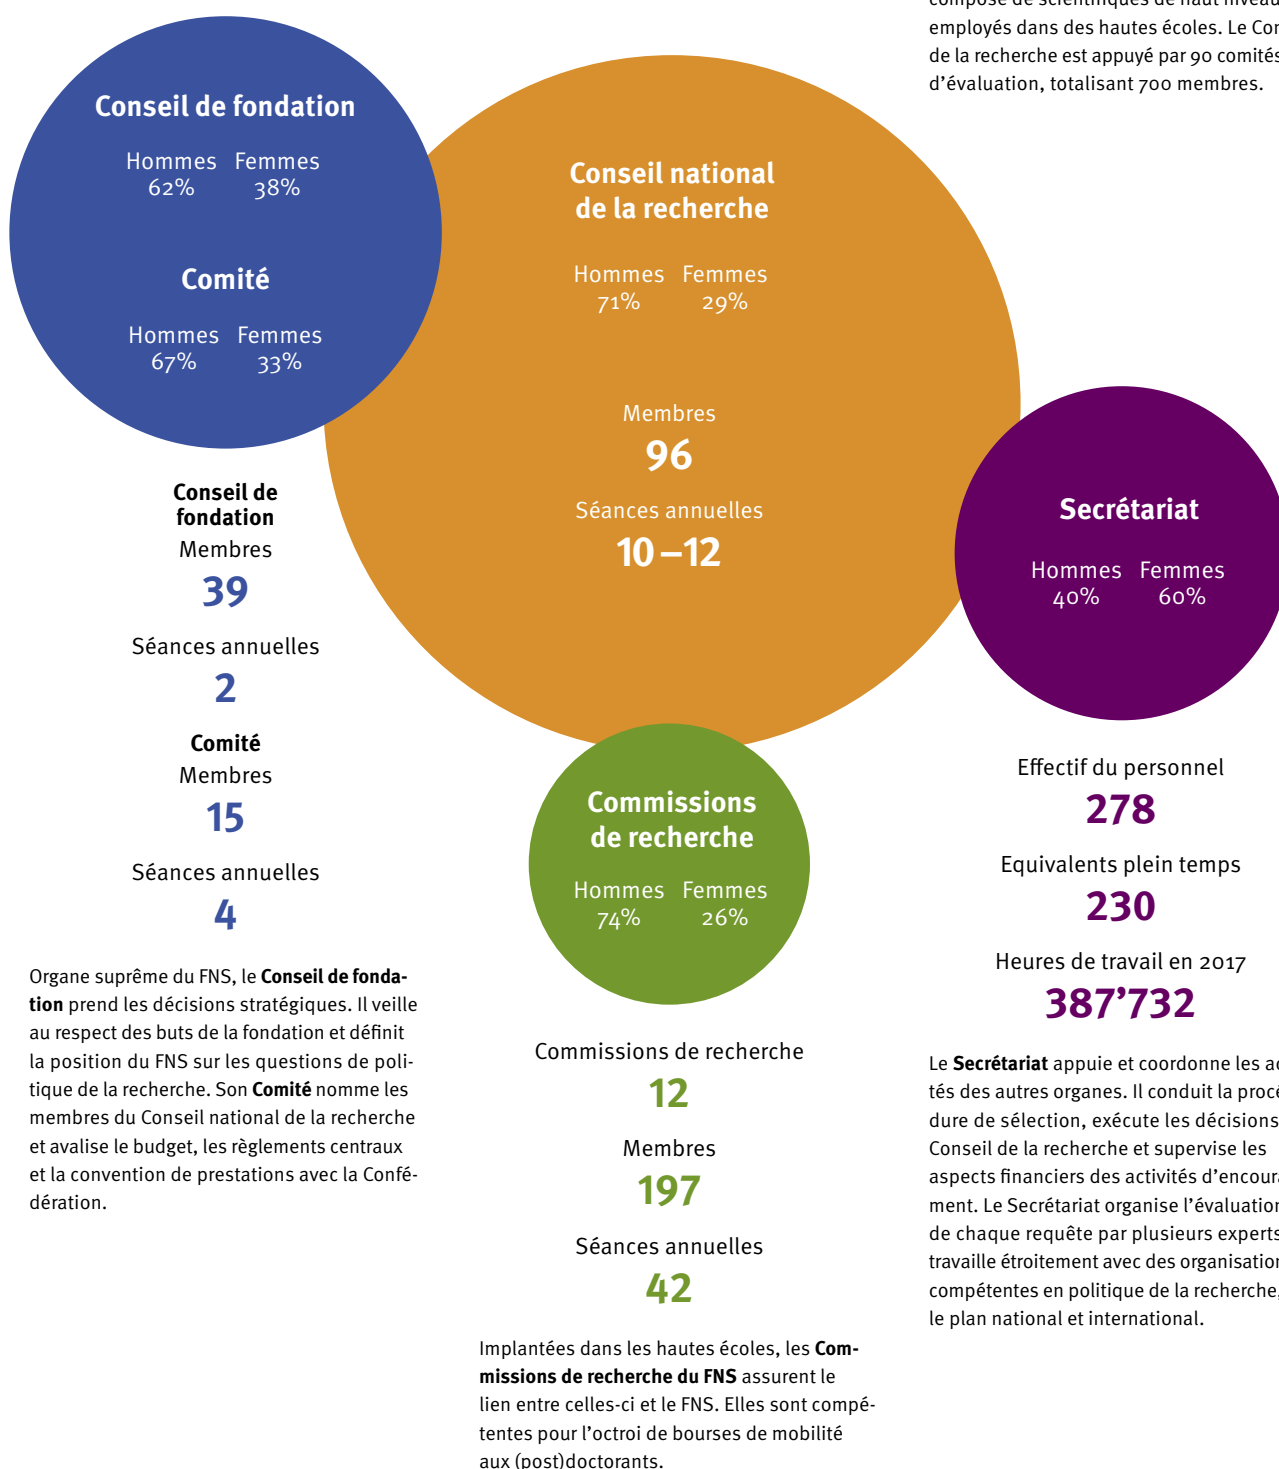 composé de scientifiques de haut niveau
employés dans des hautes écoles. Le Con
de la recherche est appuyé par 90 comités
d'évaluation, totalisant 700 membres.
Conseil de fondation
Hommes Femmes
62% 38%
Comité
Hommes Femmes
67% 33%
Conseil national
de la recherche
Hommes Femmes
71% 29%
Membres
96
Séances annuelles
10–12
Secrétariat
Hommes Femmes
40% 60%
Conseil de
fondation
Membres
39
Séances annuelles
2
Comité
Membres
15
Séances annuelles
4
Organe suprême du FNS, le Conseil de fonda-
tion prend les décisions stratégiques. Il veille
au respect des buts de la fondation et définit
la position du FNS sur les questions de poli-
tique de la recherche. Son Comité nomme les
membres du Conseil national de la recherche
et avalise le budget, les règlements centraux
et la convention de prestations avec la Confé-
dération.
Commissions
de recherche
Hommes Femmes
74% 26%
Commissions de recherche
12
Membres
197
Séances annuelles
42
Implantées dans les hautes écoles, les Com-
missions de recherche du FNS assurent le
lien entre celles-ci et le FNS. Elles sont compé-
tentes pour l'octroi de bourses de mobilité
aux (post)doctorants.
Effectif du personnel
278
Equivalents plein temps
230
Heures de travail en 2017
387'732
Le Secrétariat appuie et coordonne les ac
tés des autres organes. Il conduit la procé
dure de sélection, exécute les décisions
Conseil de la recherche et supervise les
aspects financiers des activités d'encour
ment. Le Secrétariat organise l'évaluation
de chaque requête par plusieurs experts
travaille étroitement avec des organisation
compétentes en politique de la recherche,
le plan national et international.